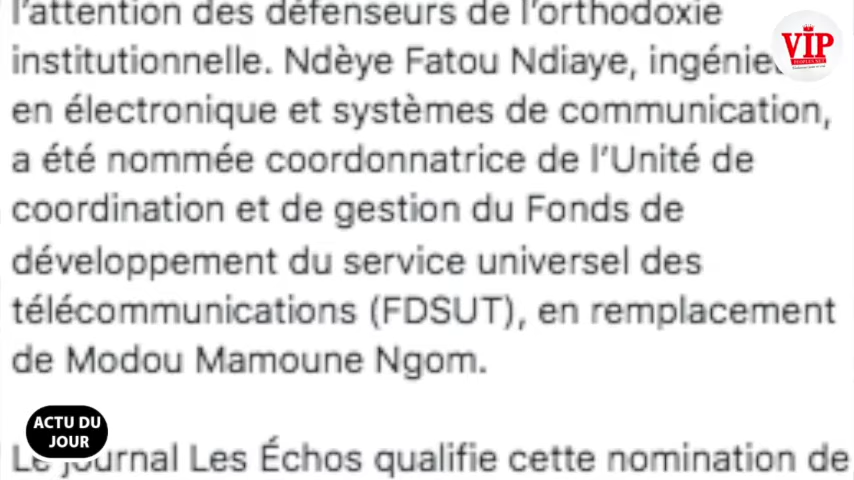 l'attention des défenseurs de l'orthodoxie
institutionnelle. Ndèye Fatou Ndiaye,
VIP
en électronique et systèmes de communication,
a été nommée coordonnatrice de l'Unité de
coordination et de gestion du Fonds de
développement du service universel des
télécommunications (FDSUT), en remplacement
de Modou Mamoune Ngom.
ACTU DU
JOUR
Le journal Les Échos qualifie cette nomination de